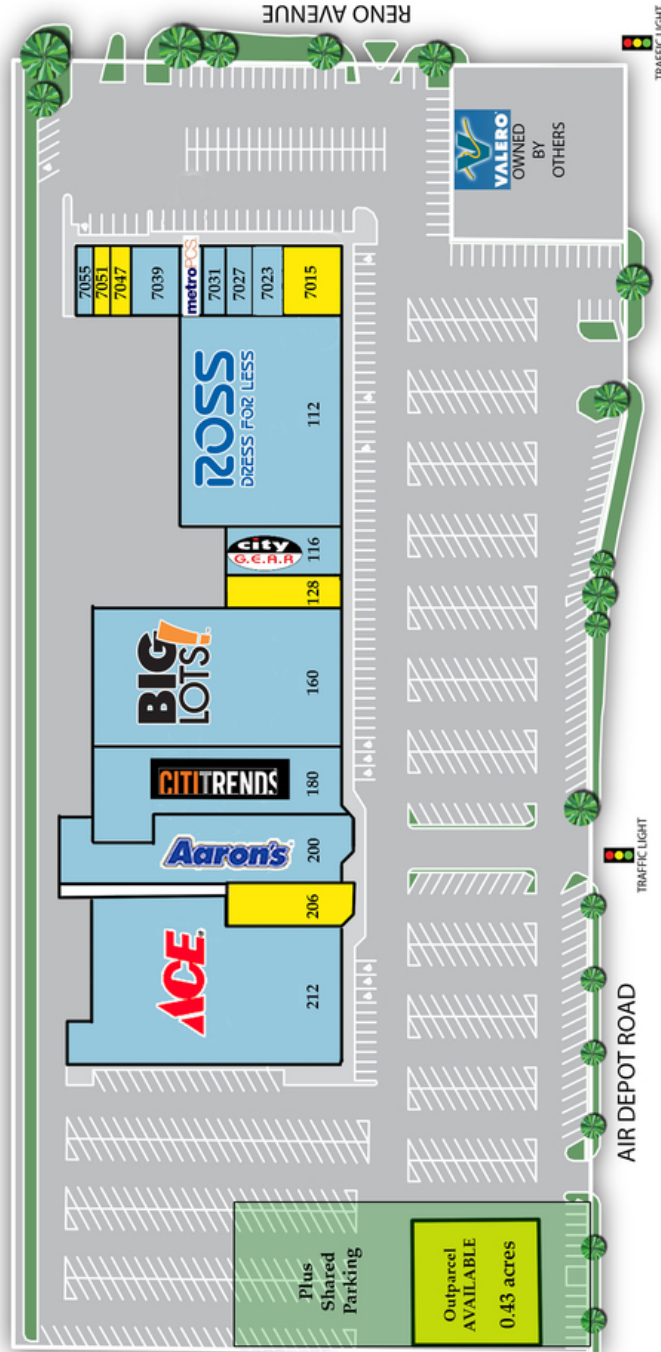 RENO AVENUE
TRAFFIC LIGHT
VALERO
OWNED
BY
OTHERS
7055
7051
7047
7039
metroPCS
7031
7027
7023
7015
ROSS
DRESS FOR LESS
112
city
G.E.A.R
116
128
BIG
LOTS!
160
CITITRENDS
180
Aaron's
200
206
ACE
212
TRAFFIC LIGHT
AIR DEPOT ROAD
Plus
Shared
Parking
Outparcel
AVAILABLE
0.43 acres